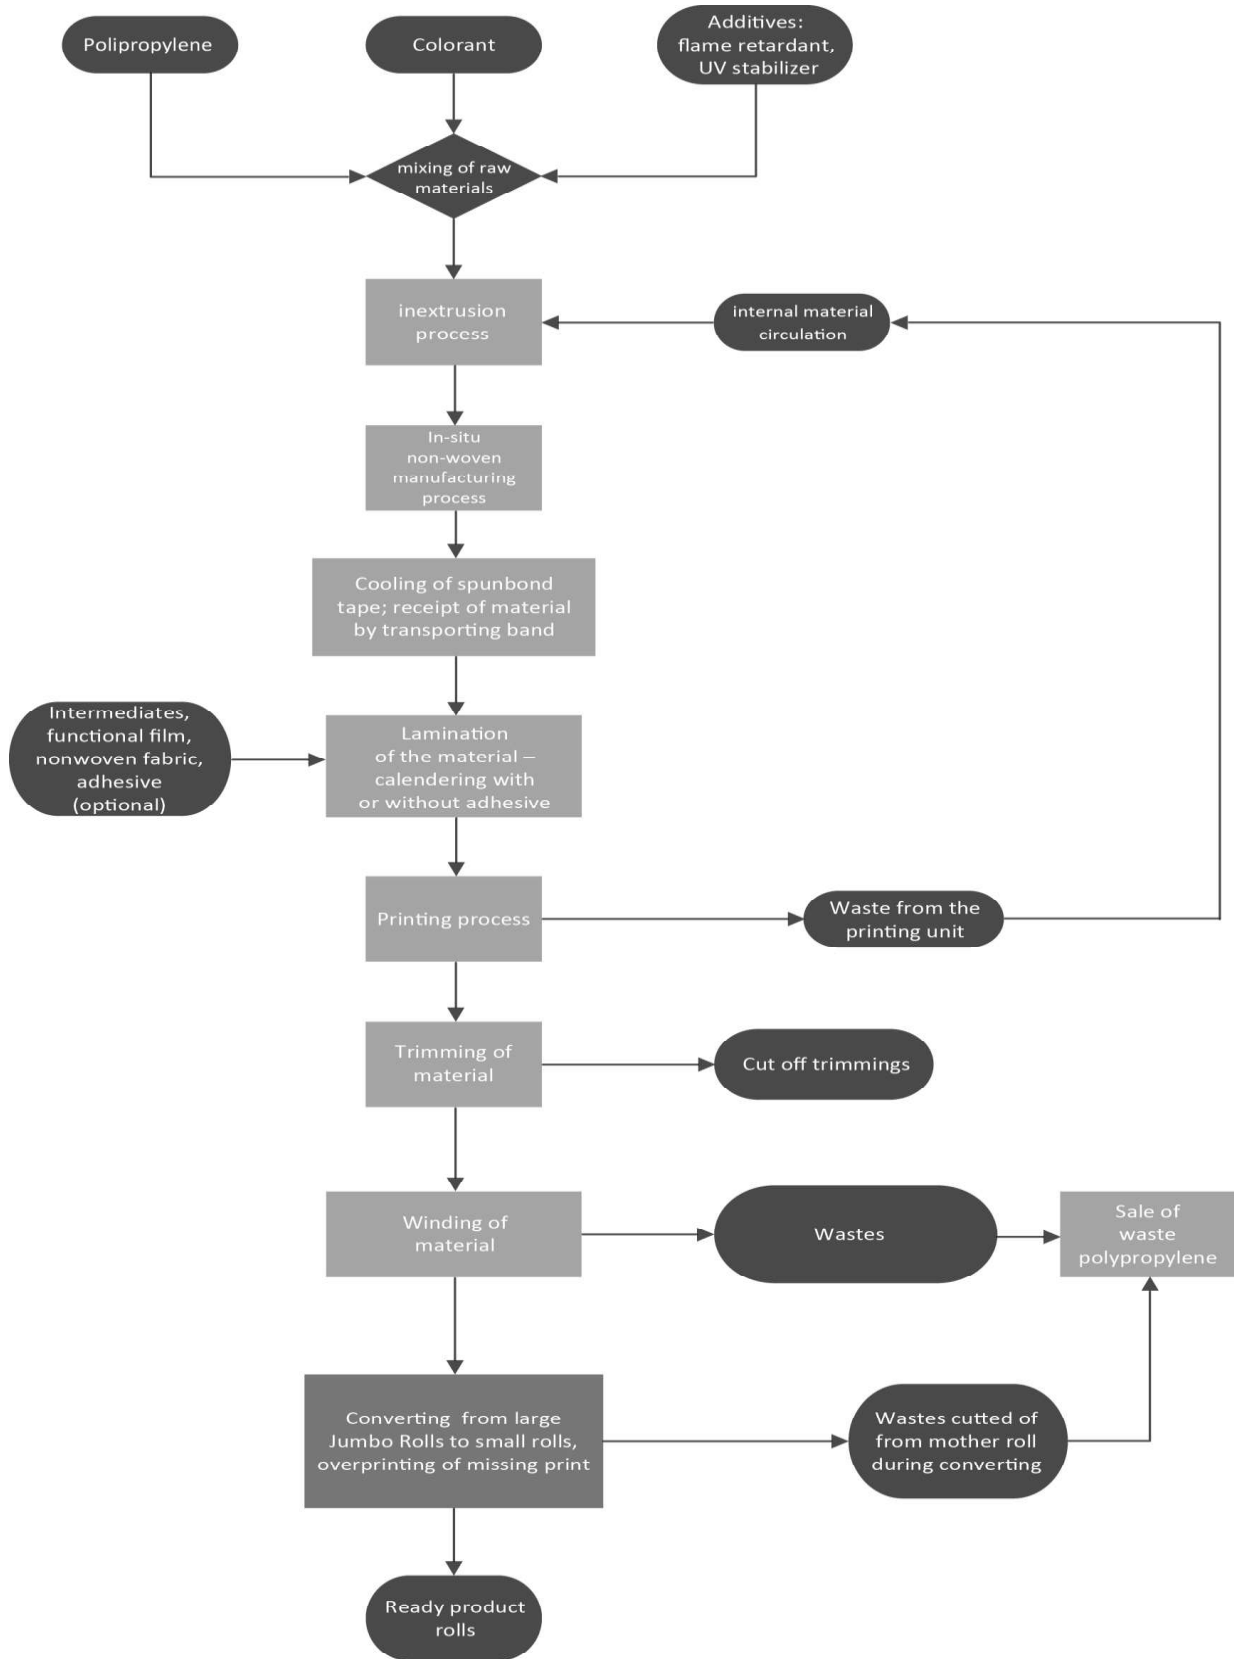 Polipropylene
Colorant
Additives:
flame retardant,
UV stabilizer
mixing of raw
materials
inextrusion
process
internal material
circulation
In-situ
non-woven
manufacturing
process
Cooling of spunbond
tape; receipt of material
by transporting band
Intermediates,
functional film,
nonwoven fabric,
adhesive
(optional)
Lamination
of the material –
calendering with
or without adhesive
Printing process
Waste from the
printing unit
Trimming of
material
Cut off trimmings
Winding of
material
Wastes
Sale of
waste
polypropylene
Converting from large
Jumbo Rolls to small rolls,
overprinting of missing print
Wastes cutted of
from mother roll
during converting
Ready product
rolls